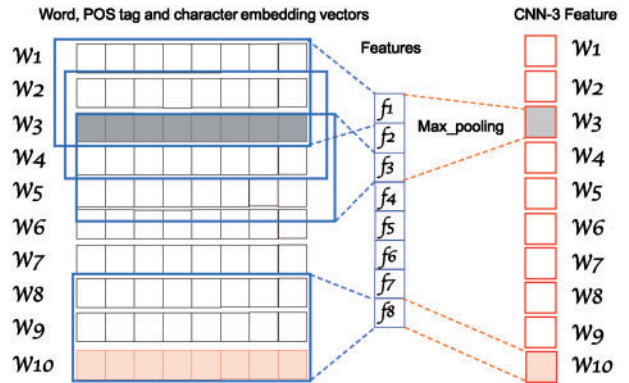 Word, POS tag and character embedding vectors
CNN-3 Feature
Features
Max_pooling
W1
W2
W3
W4
W5
W6
W7
W8
W9
W10
f1
f2
f3
f4
f5
f6
f7
f8
W1
W2
W3
W4
W5
W6
W7
W8
W9
W10